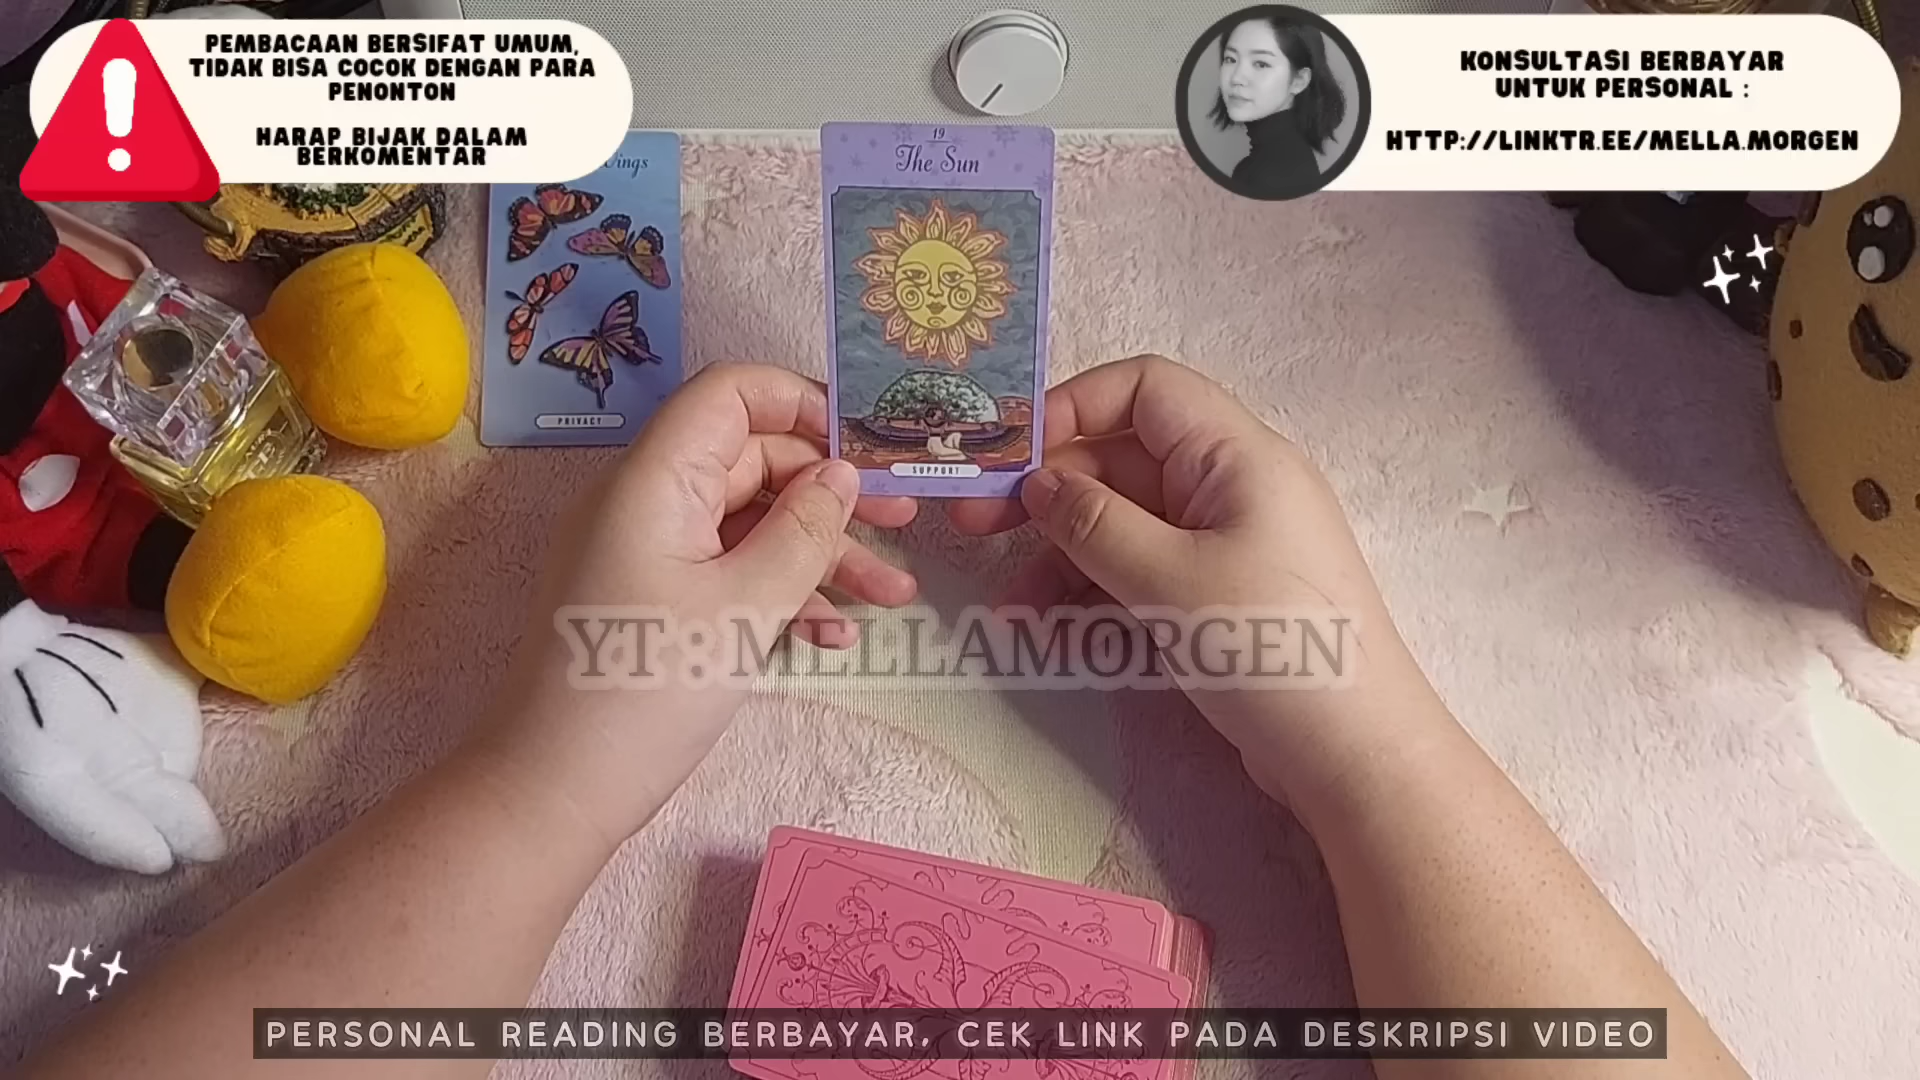 PEMBACAAN BERSIFAT UMUM,
TIDAK BISA COCOK DENGAN PARA
PENONTON
HARAP BIJAK DALAM
BERKOMENTAR
KONSULTASI BERBAYAR
UNTUK PERSONAL :
HTTP://LINKTR.EE/MELLA.MORGEN
19
The Sun
PRIVACY
SUPPORT
YT : MELLAMORGEN
PERSONAL READING BERBAYAR, CEK LINK PADA DESKRIPSI VIDEO